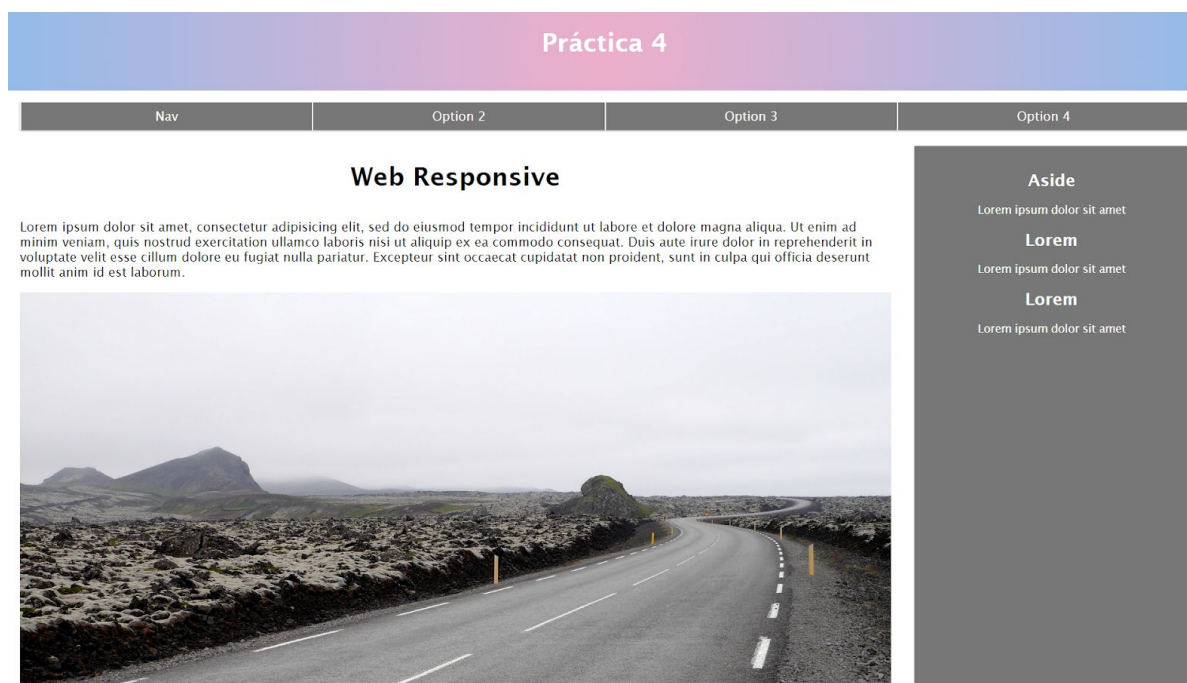 Práctica 4
Nav
Option 2
Option 3
Option 4
Web Responsive
Lorem ipsum dolor sit amet, consectetur adipisicing elit, sed do eiusmod tempor incididunt ut labore et dolore magna aliqua. Ut enim ad
minim veniam, quis nostrud exercitation ullamco laboris nisi ut aliquip ex ea commodo consequat. Duis aute irure dolor in reprehenderit in
voluptate velit esse cillum dolore eu fugiat nulla pariatur. Excepteur sint occaecat cupidatat non proident, sunt in culpa qui officia deserunt
mollit anim id est laborum.
Aside
Lorem ipsum dolor sit amet
Lorem
Lorem ipsum dolor sit amet
Lorem
Lorem ipsum dolor sit amet